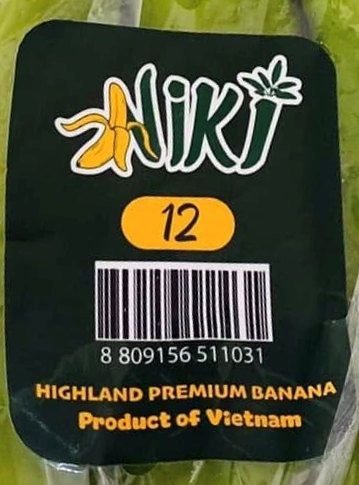 Niki
12
8 809156 511031
HIGHLAND PREMIUM BANANA
Product of Vietnam